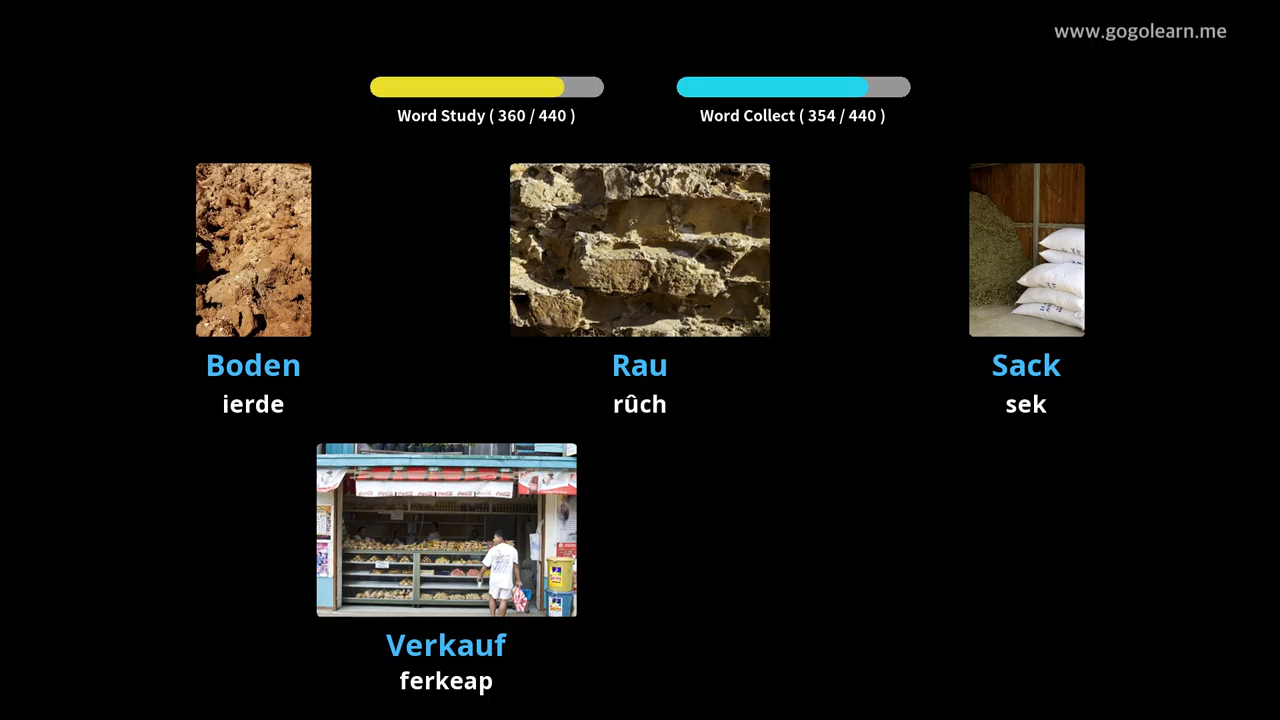 www.gogolearn.me
Word Study ( 360 / 440 )
Word Collect ( 354 / 440 )
Boden
Rau
Sack
ierde
rûch
sek
Verkauf
ferkeap